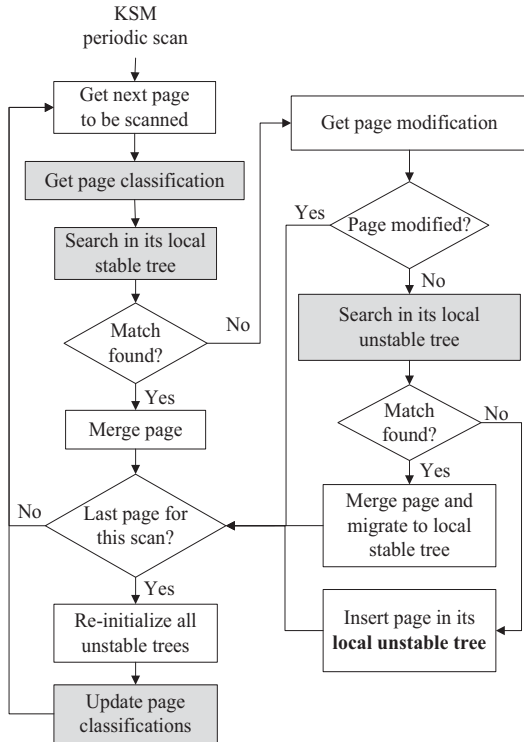 KSM
periodic scan
Get next page
to be scanned
Get page classification
Search in its local
stable tree
Match
found?
No
Yes
Merge page
No
Last page for
this scan?
Yes
Re-initialize all
unstable trees
Update page
classifications
Get page modification
Yes
Page modified?
No
Search in its local
unstable tree
Match
found?
No
Yes
Merge page and
migrate to local
stable tree
Insert page in its
local unstable tree